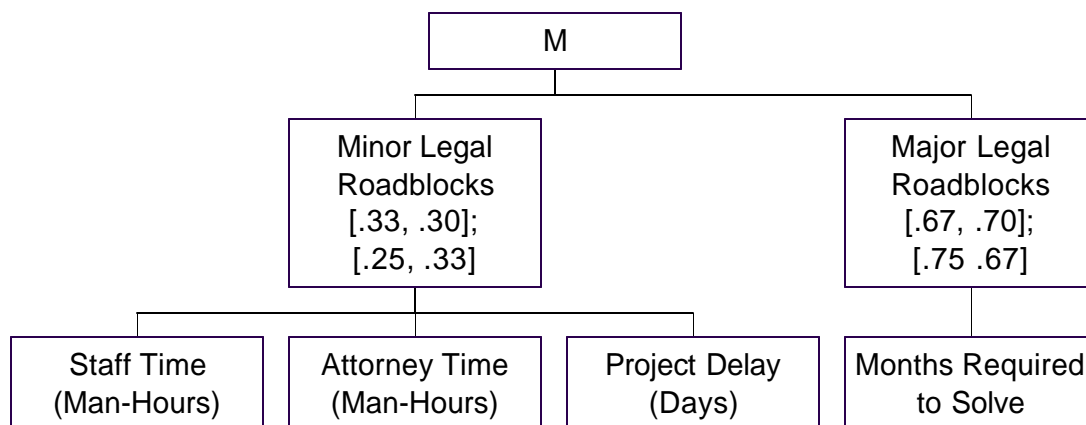 M
Minor Legal
Roadblocks
[.33, .30];
[.25, .33]
Major Legal
Roadblocks
[.67, .70];
[.75 .67]
Staff Time
(Man-Hours)
Attorney Time
(Man-Hours)
Project Delay
(Days)
Months Required
to Solve